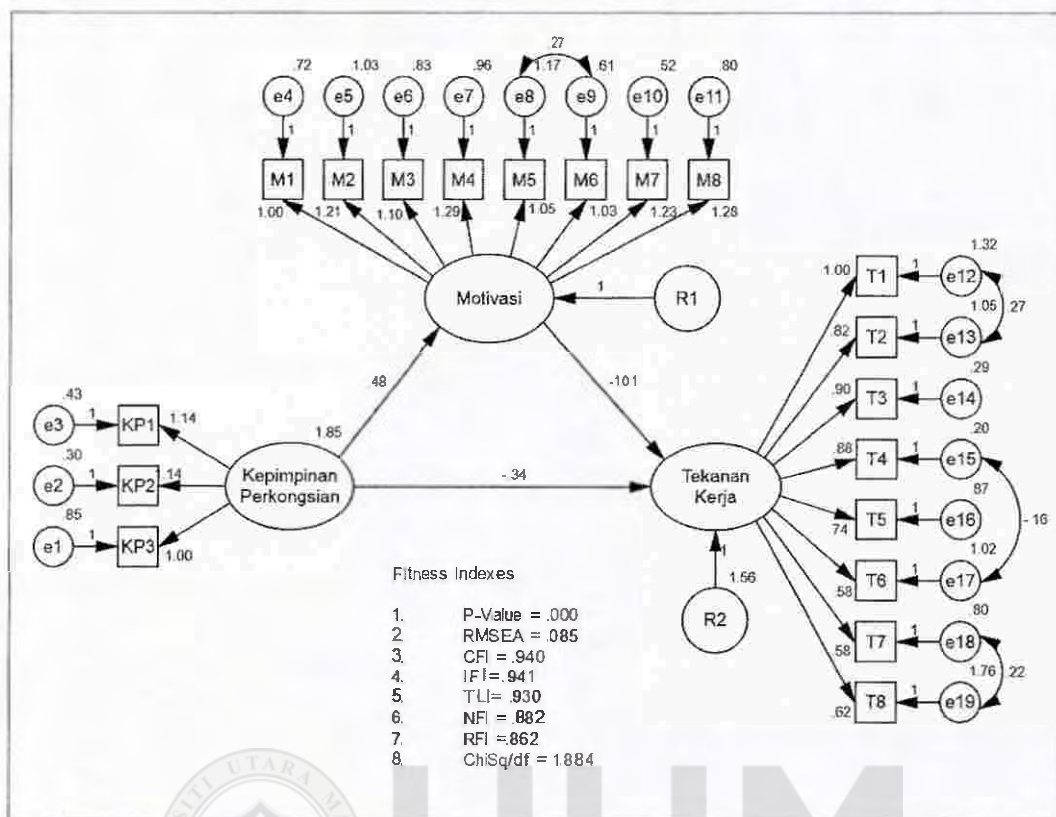 27
.72 1.03 .83 .96 1.17 .61 .52 .80
e4 e5 e6 e7 e8 e9 e10 e11
1 1 1 1 1 1 1 1
M1 M2 M3 M4 M5 M6 M7 M8
1.00 1.21 1.10 1.29 1.05 1.03 1.23 1.28
Motivasi
1
R1
48
-101
1.85
Kepimpinan
Perkongsian
- 34
.43
e3 1 KP1 1.14
.30
e2 1 KP2 1.14
.85
e1 1 KP3 1.00
Tekanan
Kerja
1
1.56
R2
1.32
1.00 T1 1 e12
1.05 27
.82 T2 1 e13
.29
.90 T3 1 e14
.20
.88 T4 1 e15
.87
74 T5 1 e16
- 16
1.02
.58 T6 1 e17
.80
58 T7 1 e18
1.76 22
.62 T8 1 e19
Fitness Indexes
1. P-Value = .000
2 RMSEA = .085
3. CFI = .940
4. IFI=.941
5. TLI= .930
6. NFI = .882
7. RFI =.862
8. ChiSq/df = 1.884
UTARA
UUM